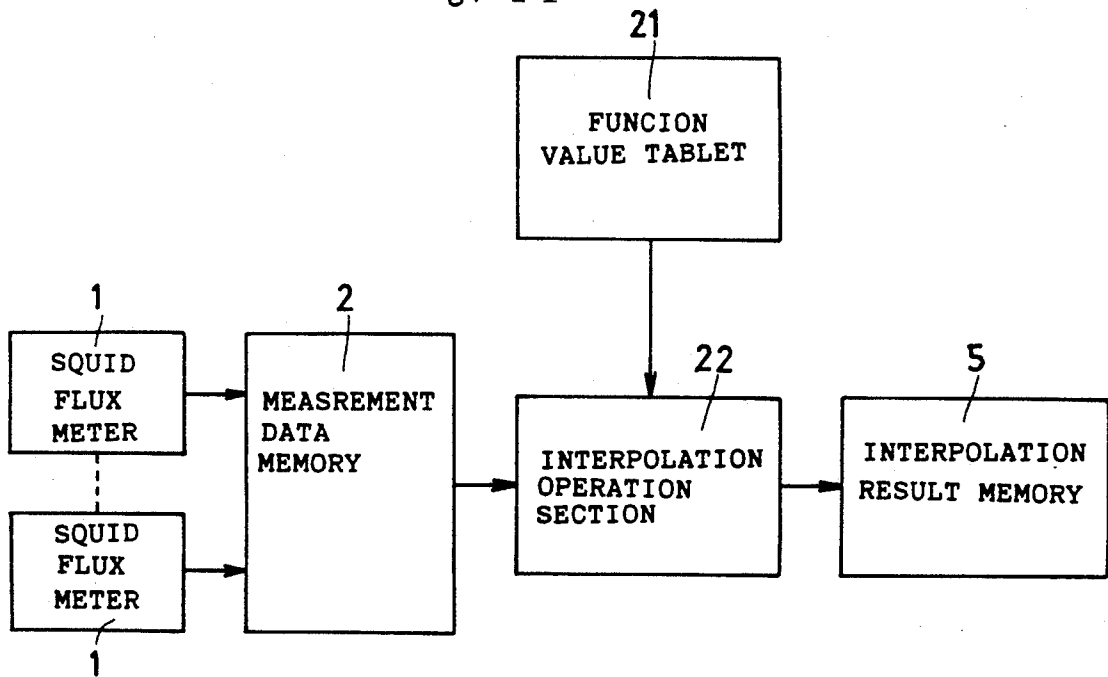 21
FUNCION
VALUE TABLET
1
SQUID
FLUX
METER
2
MEASREMENT
DATA
MEMORY
22
INTERPOLATION
OPERATION
SECTION
5
INTERPOLATION
RESULT MEMORY
SQUID
FLUX
METER
1